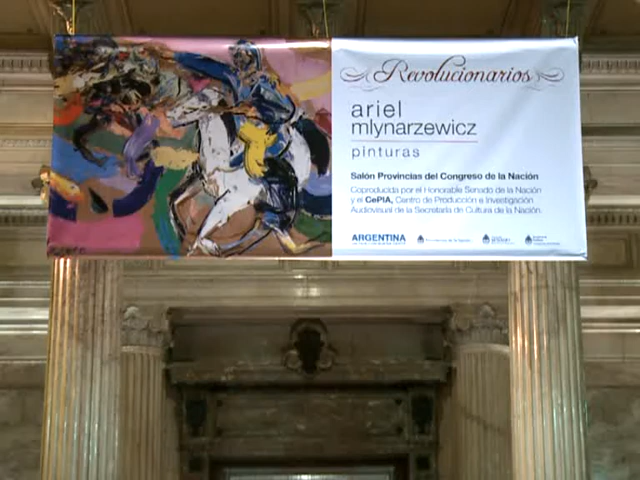 Revolucionarios
ariel
mlynarzewicz
pinturas
Salón Provincias del Congreso de la Nación
Coproducida por el Honorable Senado de la Nación
y el CePIA, Centro de Producción e Investigación
Audiovisual de la Secretaría de Cultura de la Nación.
ARGENTINA